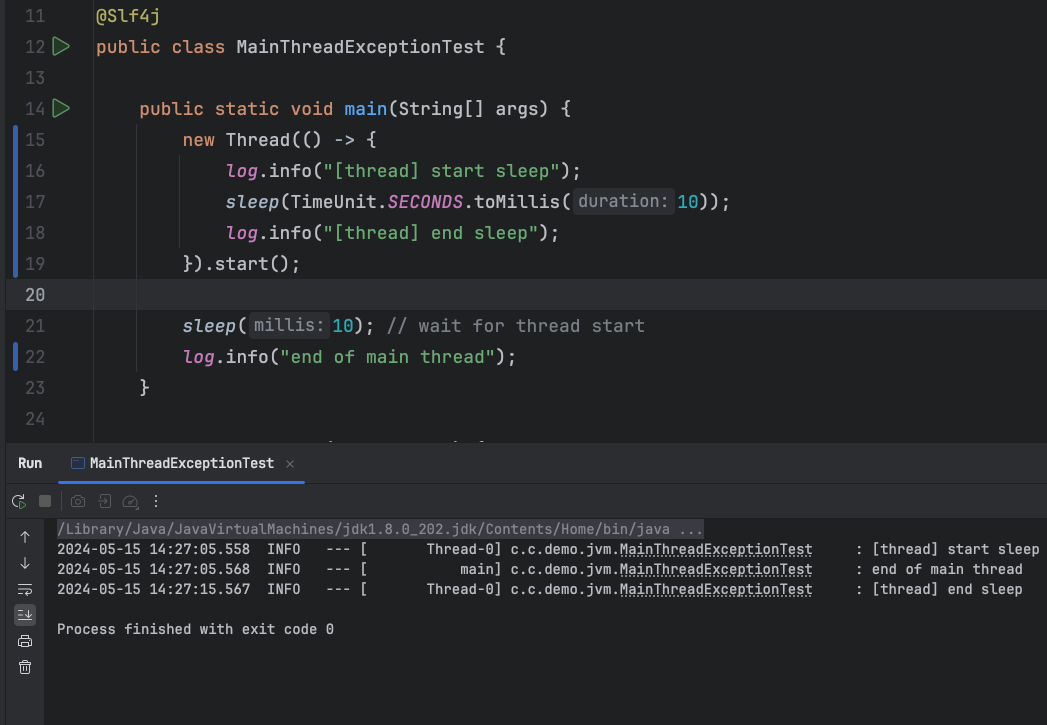 11 @Slf4j
12 public class MainThreadExceptionTest {
13
14 public static void main(String[] args) {
15 new Thread(() -> {
16 log.info("[thread] start sleep");
17 sleep(TimeUnit.SECONDS.toMillis( duration: 10));
18 log.info("[thread] end sleep");
19 }).start();
20
21 sleep( millis: 10); // wait for thread start
22 log.info("end of main thread");
23 }
24
Run MainThreadExceptionTest ×
/Library/Java/JavaVirtualMachines/jdk1.8.0_202.jdk/Contents/Home/bin/java ...
2024-05-15 14:27:05.558 INFO --- [ Thread-0] c.c.demo.jvm.MainThreadExceptionTest : [thread] start sleep
2024-05-15 14:27:05.568 INFO --- [ main] c.c.demo.jvm.MainThreadExceptionTest : end of main thread
2024-05-15 14:27:15.567 INFO --- [ Thread-0] c.c.demo.jvm.MainThreadExceptionTest : [thread] end sleep
Process finished with exit code 0